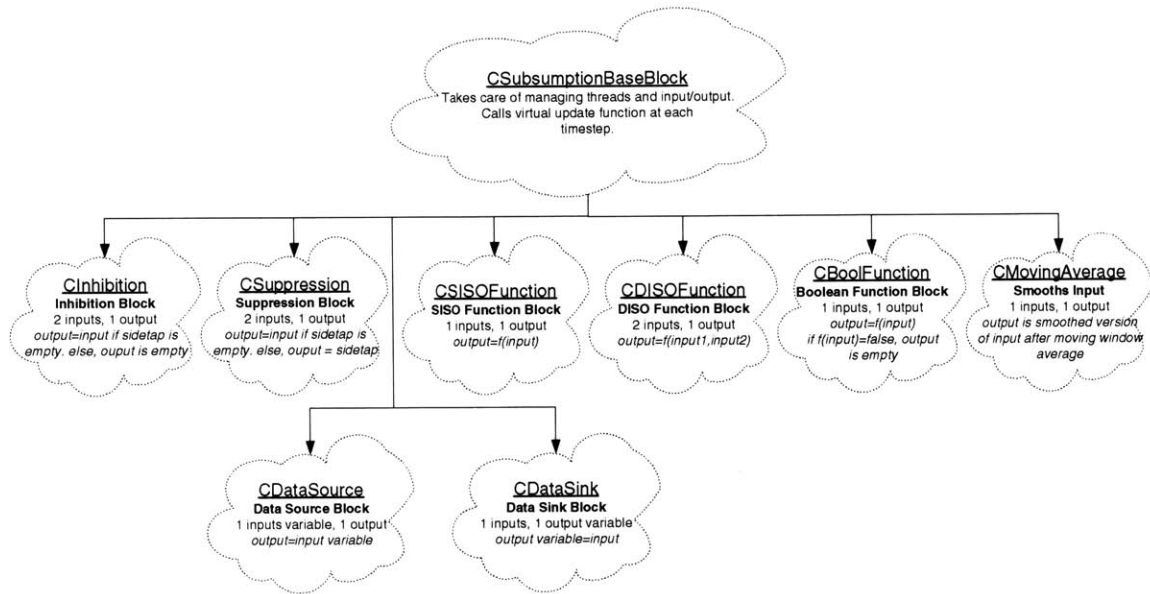 CSubsumptionBaseBlock
Takes care of managing threads and input/output.
Calls virtual update function at each
timestep.
CInhibition
Inhibition Block
2 inputs, 1 output
output=input if sidetap is
empty. else, ouput is empty
CSuppression
Suppression Block
2 inputs, 1 output
output=input if sidetap is
empty. else, ouput = sidetap
CSISOFunction
SISO Function Block
1 inputs, 1 output
output=f(input)
CDISOFunction
DISO Function Block
2 inputs, 1 output
output=f(input1,input2)
CBoolFunction
Boolean Function Block
1 inputs, 1 output
output=f(input)
if f(input)=false, output
is empty
CMovingAverage
Smooths Input
1 inputs, 1 output
output is smoothed version
of input after moving window
average
CDataSource
Data Source Block
1 inputs variable, 1 output
output=input variable
CDataSink
Data Sink Block
1 inputs, 1 output variable
output variable=input